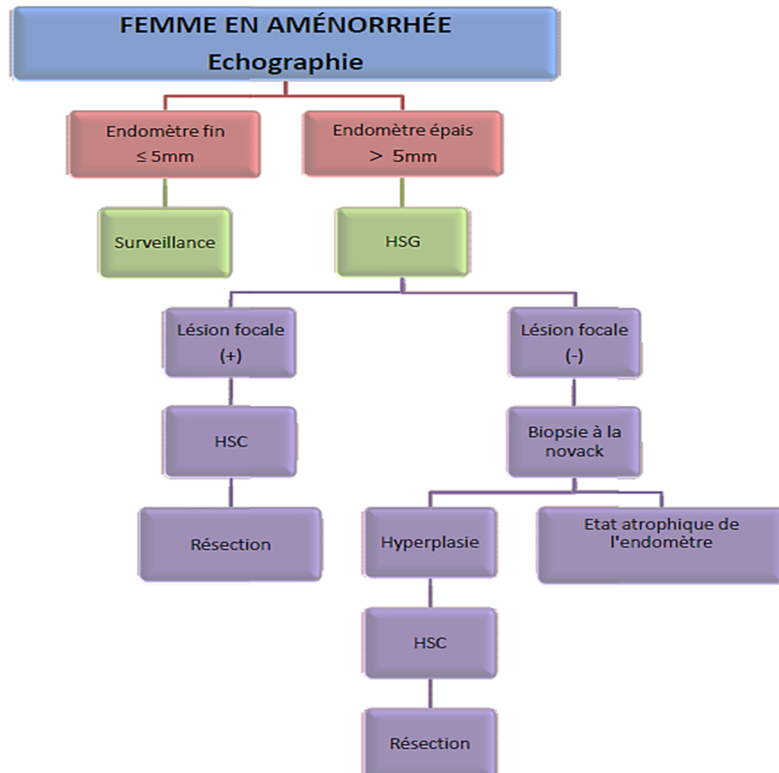 FEMME EN AMÉNORRHÉE
Echographie
Endomètre fin
≤ 5mm
Endomètre épais
> 5mm
Surveillance
HSG
Lésion focale
(+)
Lésion focale
(-)
HSC
Biopsie à la
novack
Résection
Hyperplasie
Etat atrophique de
l'endomètre
HSC
Résection